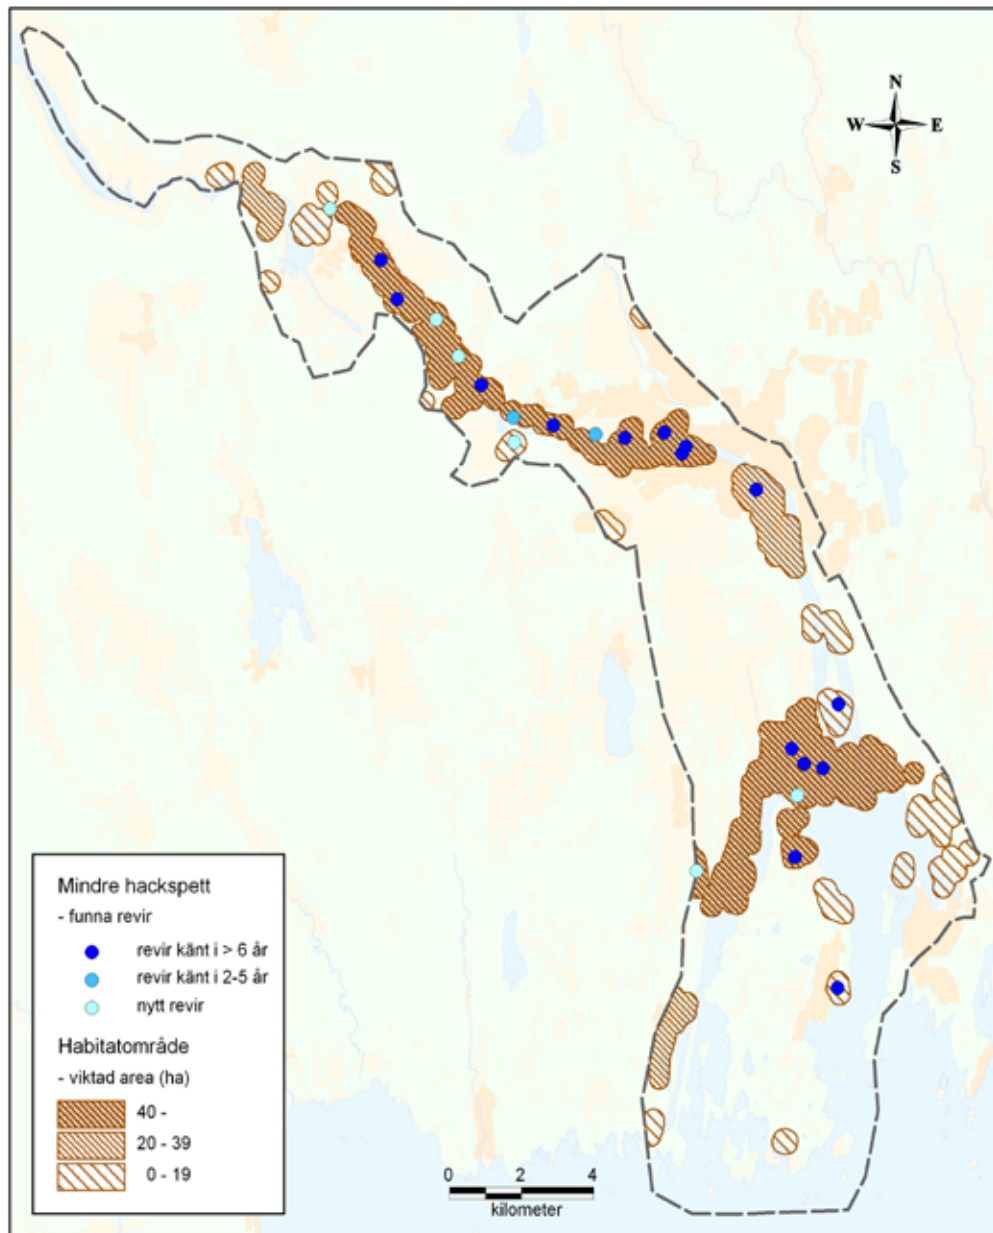 N
W E
S
Mindre hackspett
- funna revir
revir känt i > 6 år
revir känt i 2-5 år
nytt revir
Habitatområde
- viktad area (ha)
40 -
20 - 39
0 - 19
0 2 4
kilometer